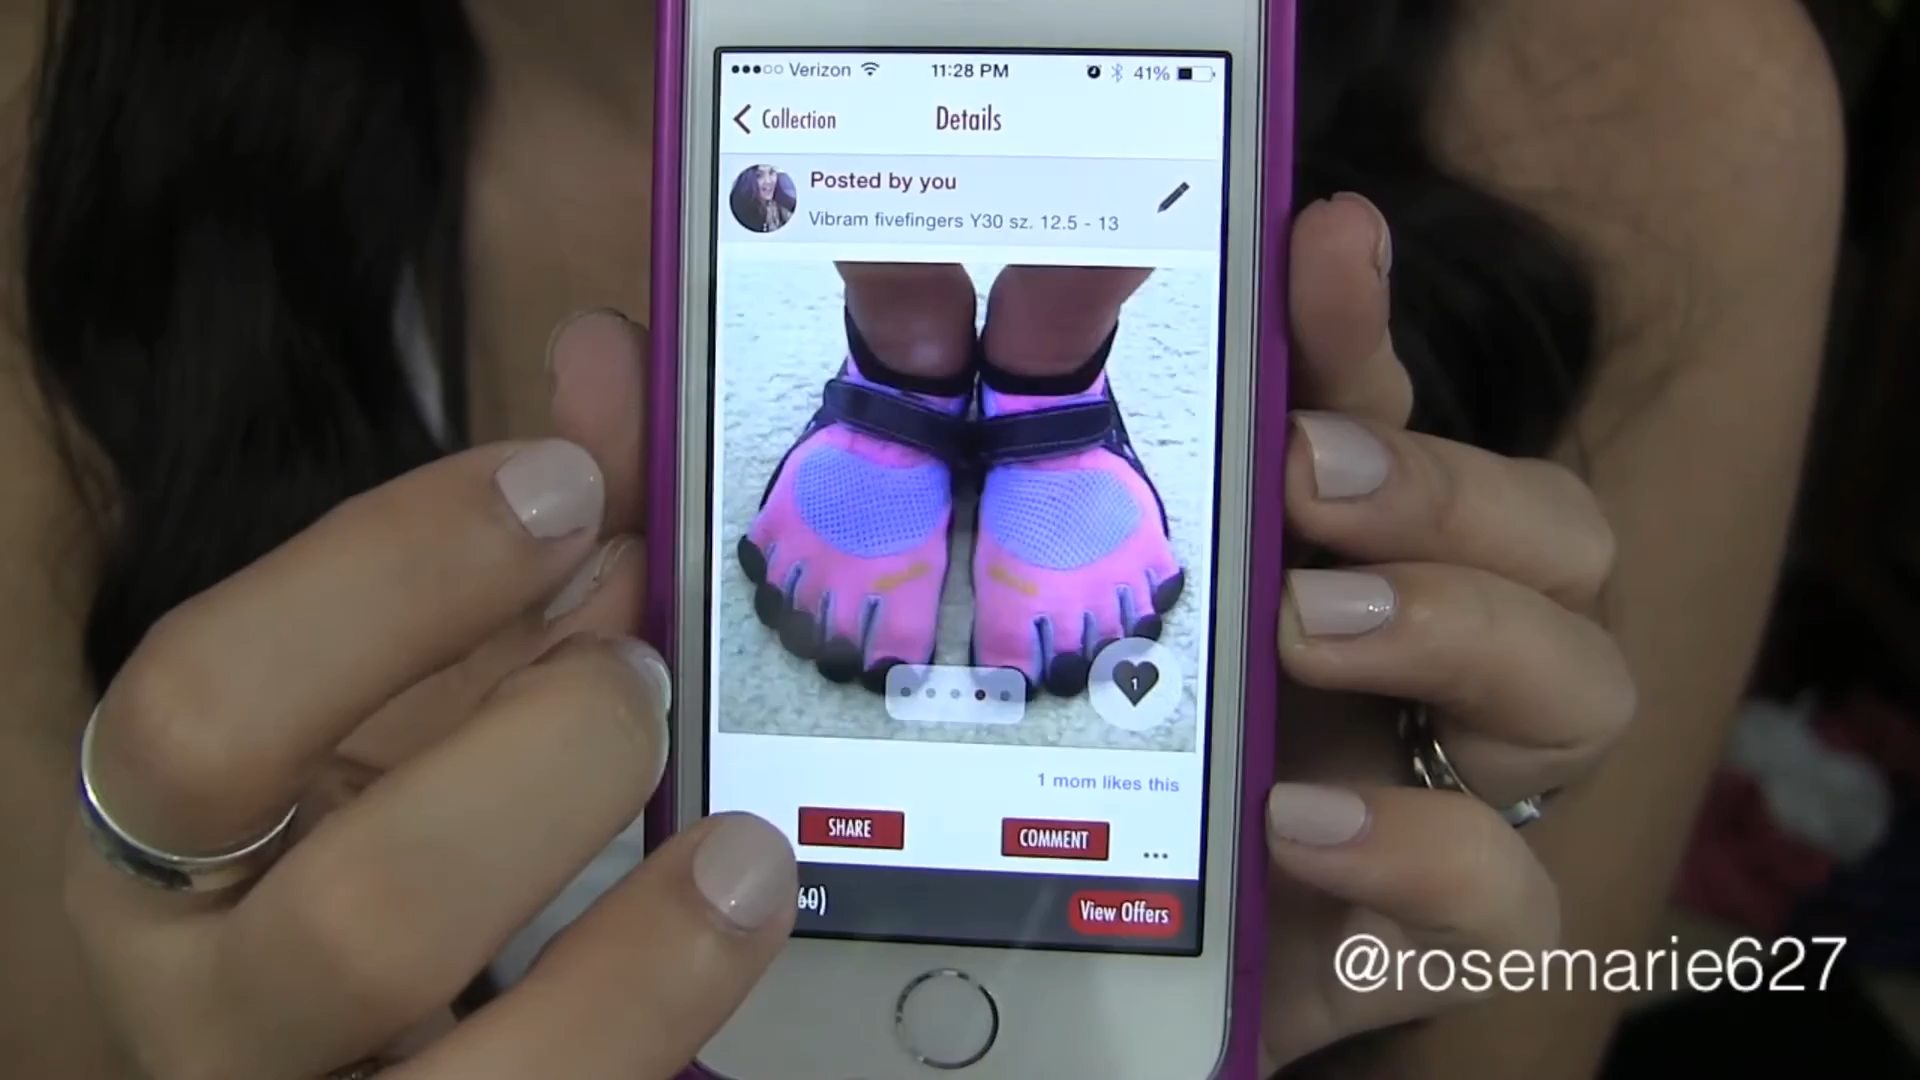 Verizon 11:28 PM 41%
Collection Details
Posted by you
Vibram fivefingers Y30 sz. 12.5 - 13
1
1 mom likes this
SHARE COMMENT
60) View Offers
@rosemarie627